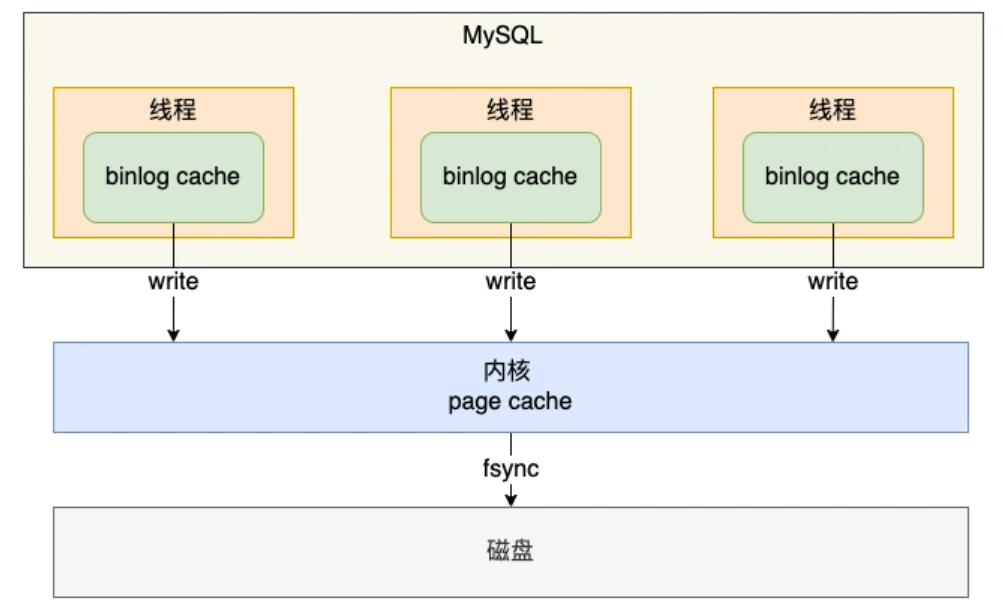 MySQL
线程
线程
线程
binlog cache
binlog cache
binlog cache
write
write
write
内核
page cache
fsync
磁盘